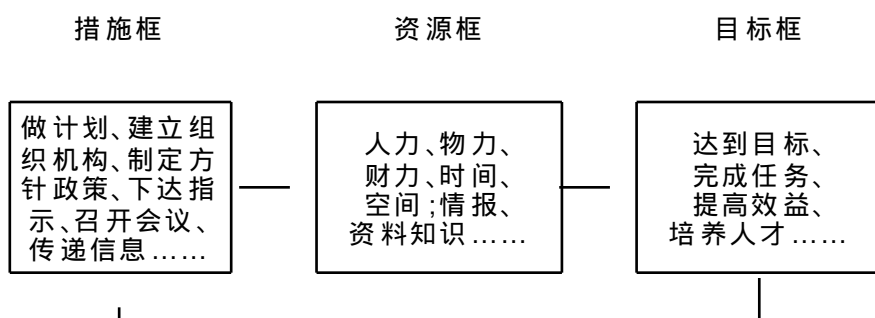 措施框 资源框 目标框
做计划、建立组
织机构、制定方
针政策、下达指
示、召开会议、
传递信息……
人力、物力、
财力、时间、
空间;情报、
资料知识……
达到目标、
完成任务、
提高效益、
培养人才……